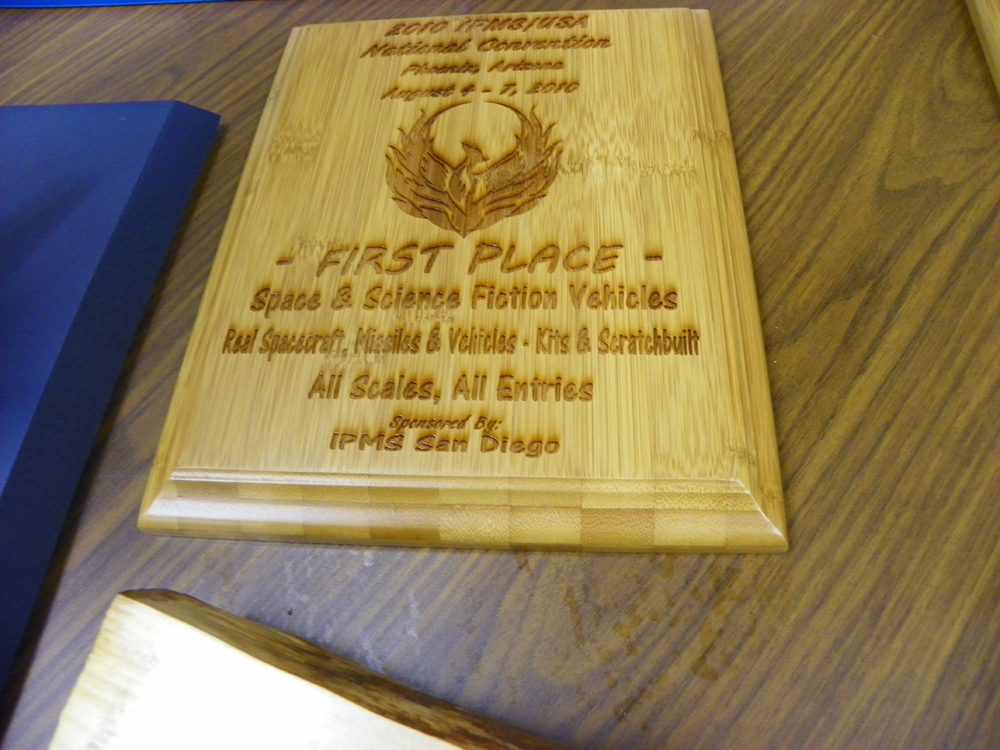 2010 IPMS/USA
National Convention
Phoenix, Arizona
August 4 - 7, 2010
- FIRST PLACE -
Space & Science Fiction Vehicles
Real Spacecraft, Missiles & Vehicles - Kits & Scratchbuilt
All Scales, All Entries
Sponsored By:
IPMS San Diego